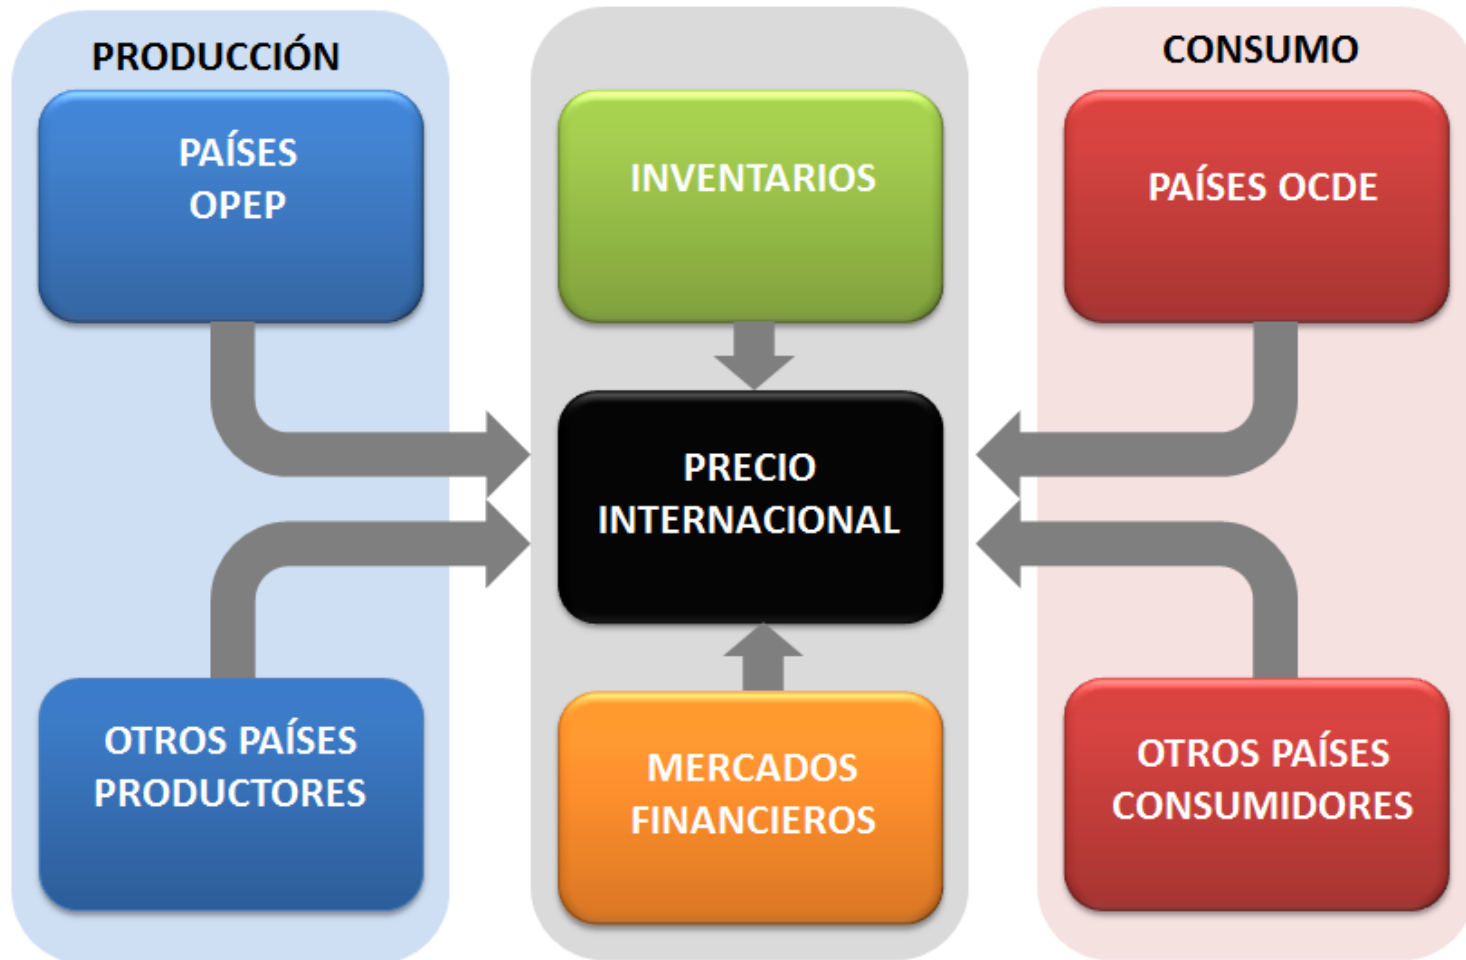 PRODUCCIÓN
PAÍSES
OPEP
OTROS PAÍSES
PRODUCTORES
INVENTARIOS
PRECIO
INTERNACIONAL
MERCADOS
FINANCIEROS
CONSUMO
PAÍSES OCDE
OTROS PAÍSES
CONSUMIDORES